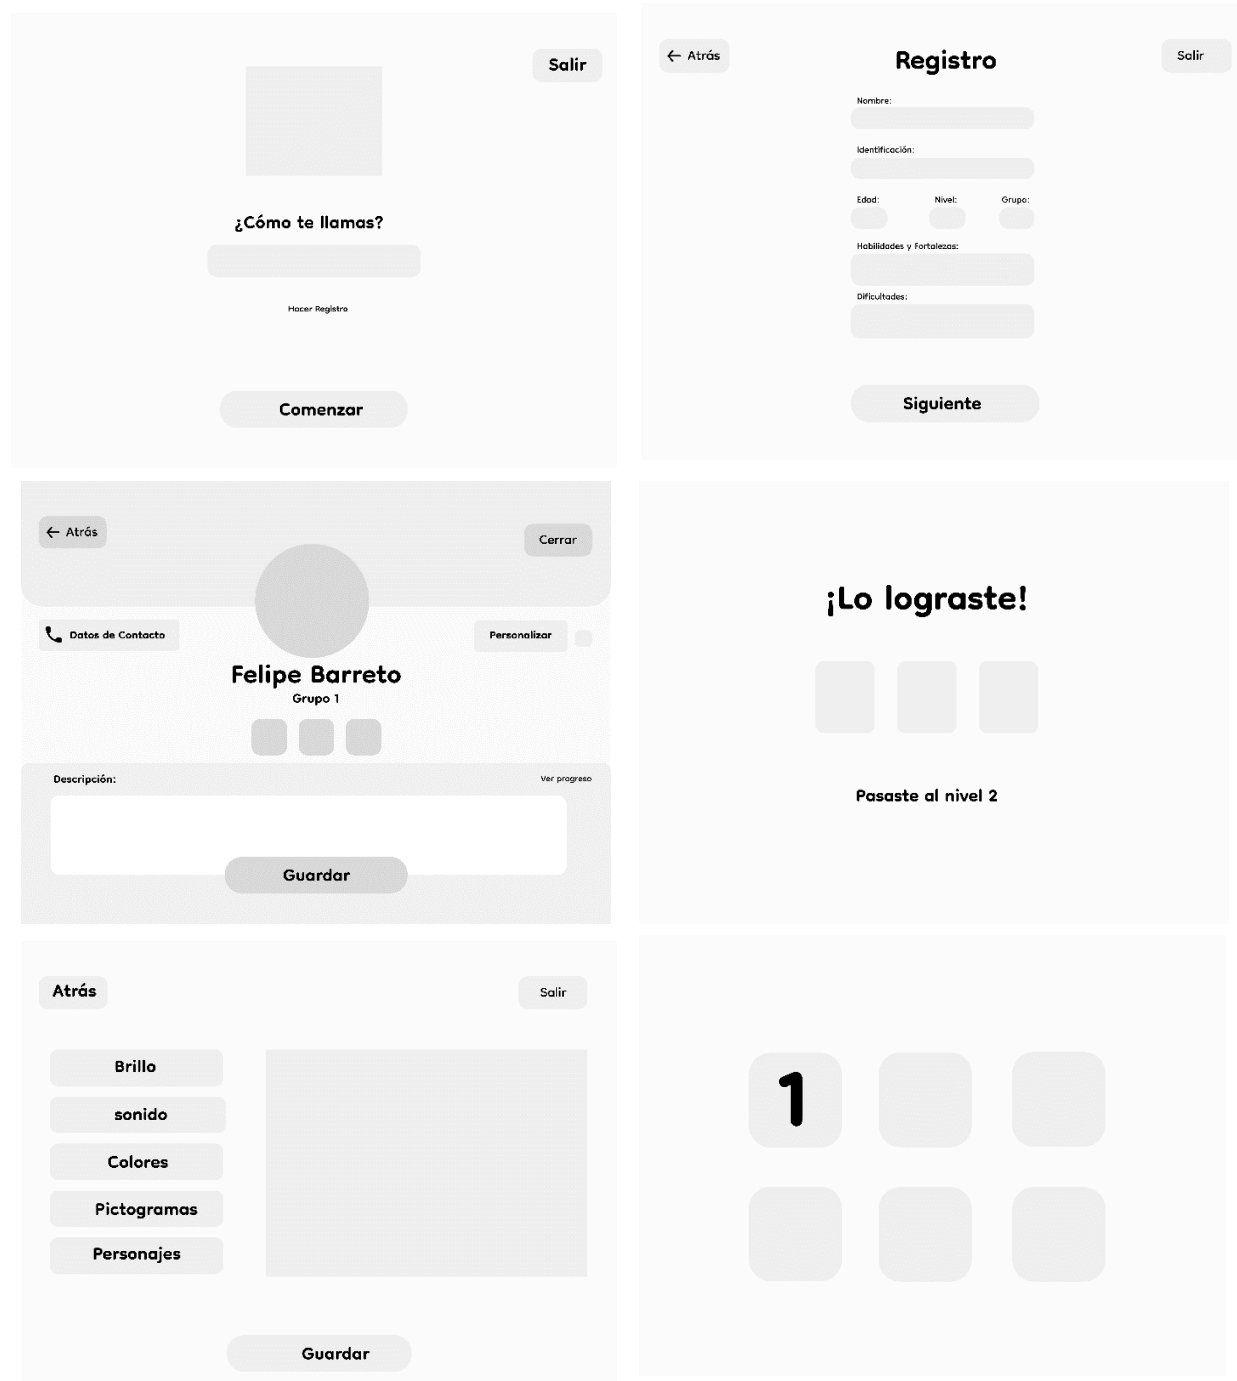 Salir
¿Cómo te llamas?
Hacer Registro
Comenzar
← Atrás
Registro
Salir
Nombre:
Identificación:
Edad: Nivel: Grupo:
Habilidades y Fortalezas:
Dificultades:
Siguiente
← Atrás
Cerrar
Datos de Contacto
Personalizar
Felipe Barreto
Grupo 1
Descripción:
Ver progreso
Guardar
¡Lo lograste!
Pasaste al nivel 2
Atrás
Salir
Brillo
sonido
Colores
Pictogramas
Personajes
Guardar
1